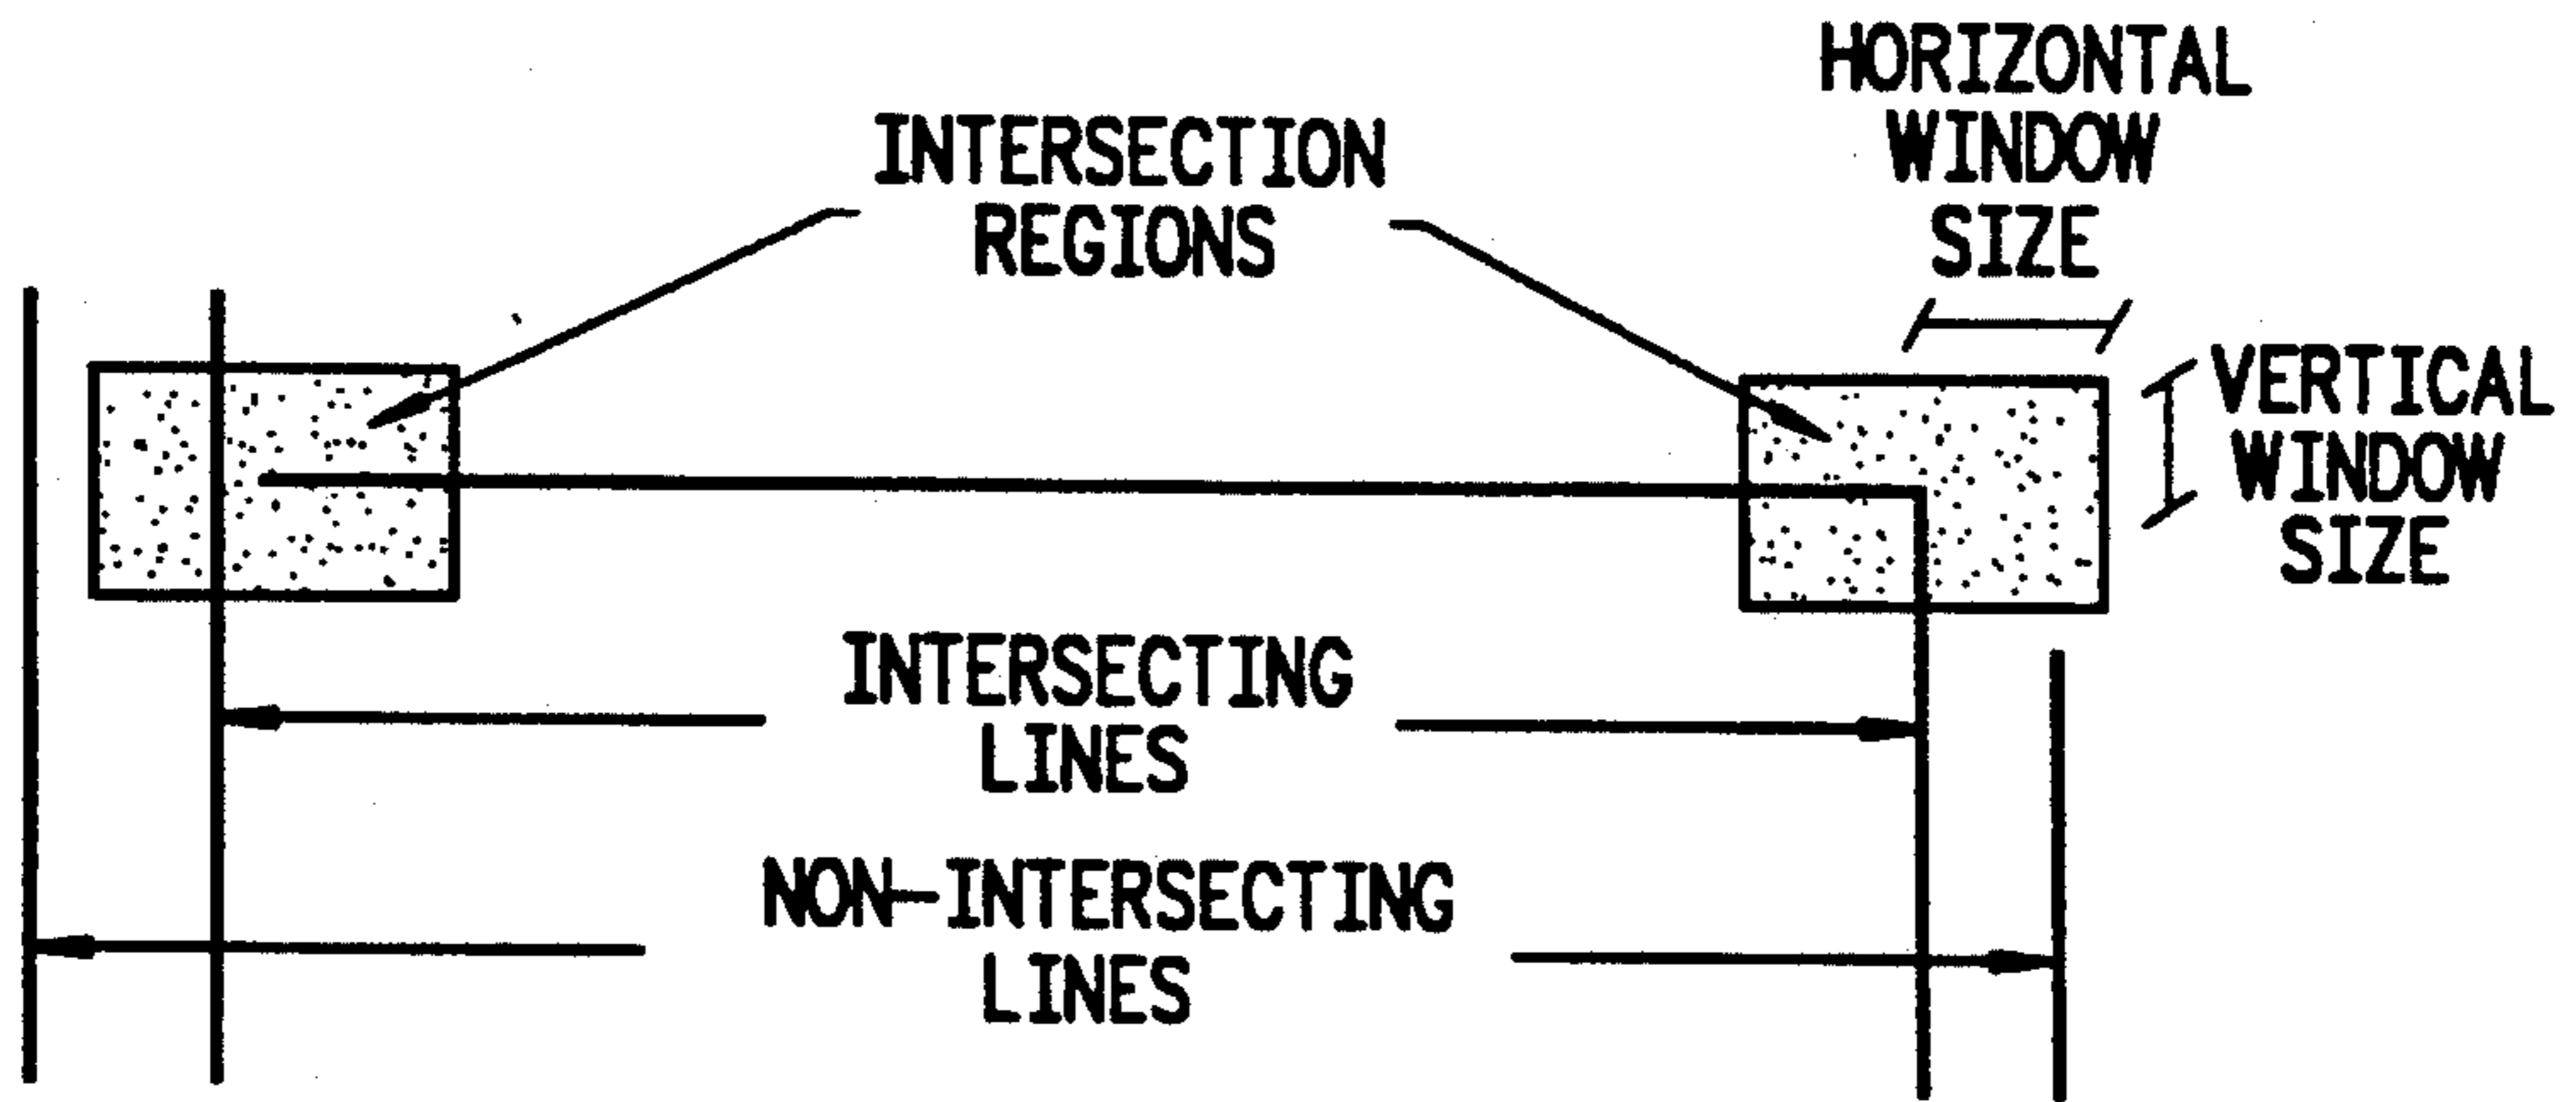 HORIZONTAL
WINDOW
SIZE
INTERSECTION
REGIONS
VERTICAL
WINDOW
SIZE
INTERSECTING
LINES
NON-INTERSECTING
LINES